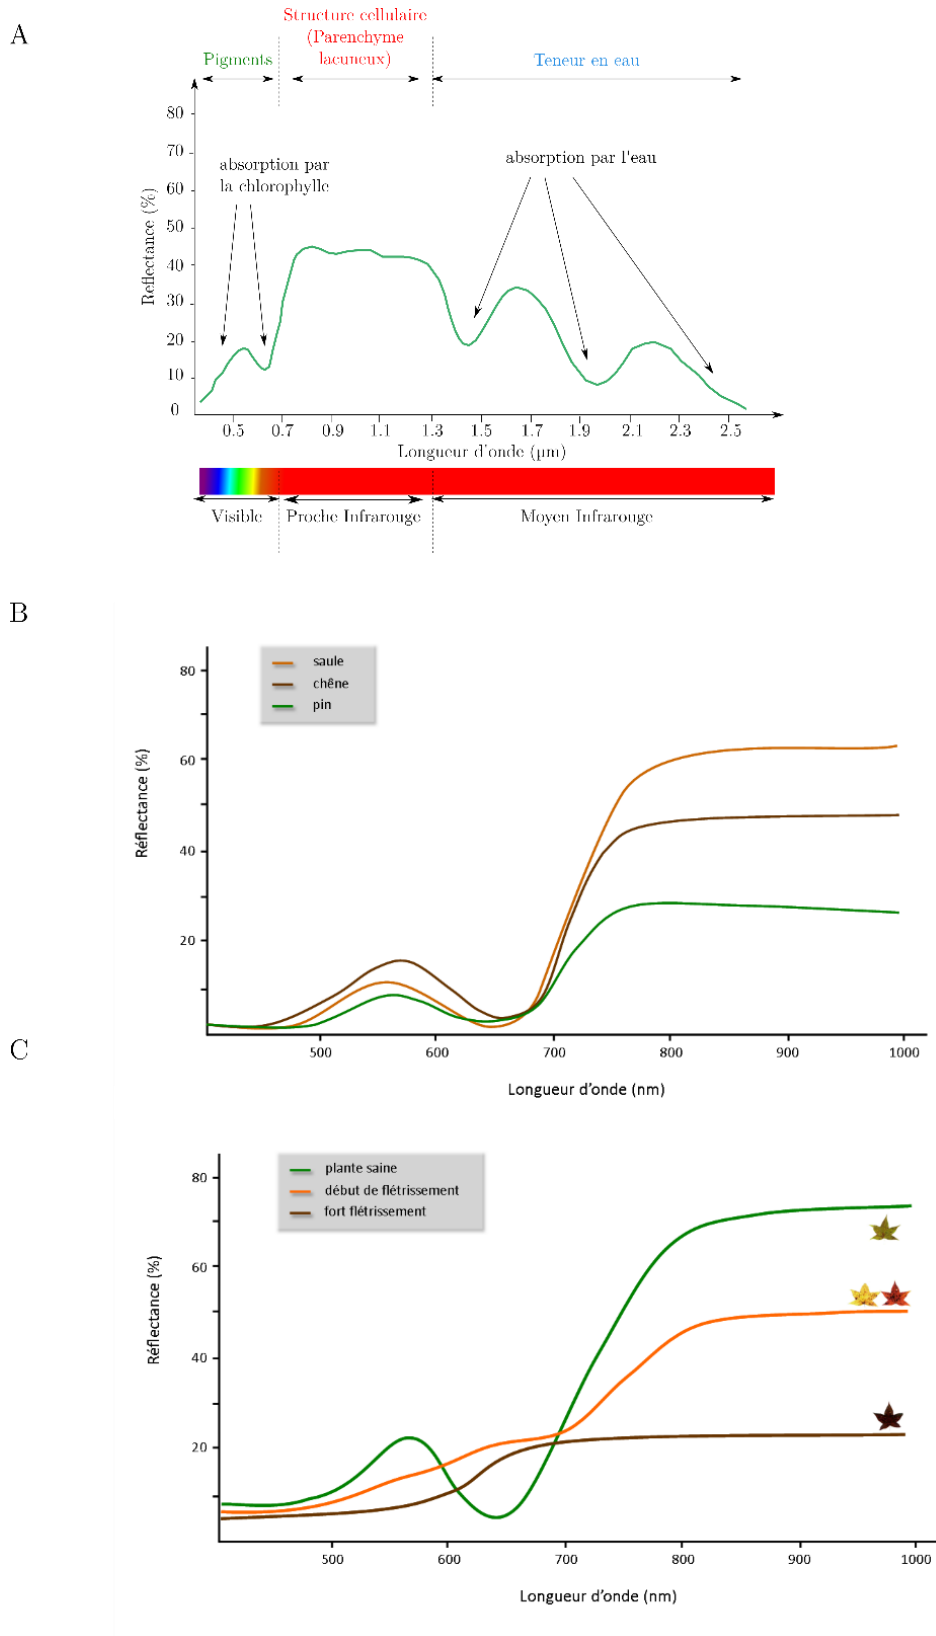 A
Structure cellulaire
(Parenchyme
lacuneux)
Pigments
Teneur en eau
80
70
60
50
40
30
20
10
0
Reflectance (%)
absorption par
la chlorophylle
absorption par l'eau
0.5 0.7 0.9 1.1 1.3 1.5 1.7 1.9 2.1 2.3 2.5
Longueur d'onde (µm)
Visible
Proche Infrarouge
Moyen Infrarouge
B
saule
chêne
pin
80
60
40
20
Réflectance (%)
500 600 700 800 900 1000
Longueur d'onde (nm)
C
plante saine
début de flétrissement
fort flétrissement
80
60
40
20
Réflectance (%)
500 600 700 800 900 1000
Longueur d'onde (nm)